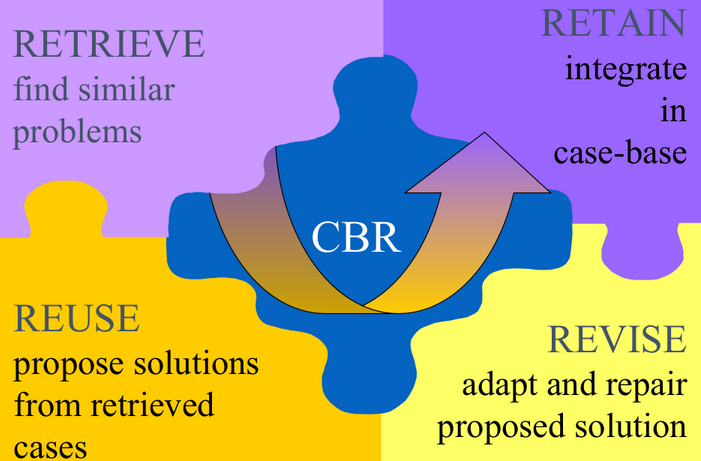 RETRIEVE
find similar
problems
RETAIN
integrate
in
case-base
CBR
REUSE
propose solutions
from retrieved
cases
REVISE
adapt and repair
proposed solution